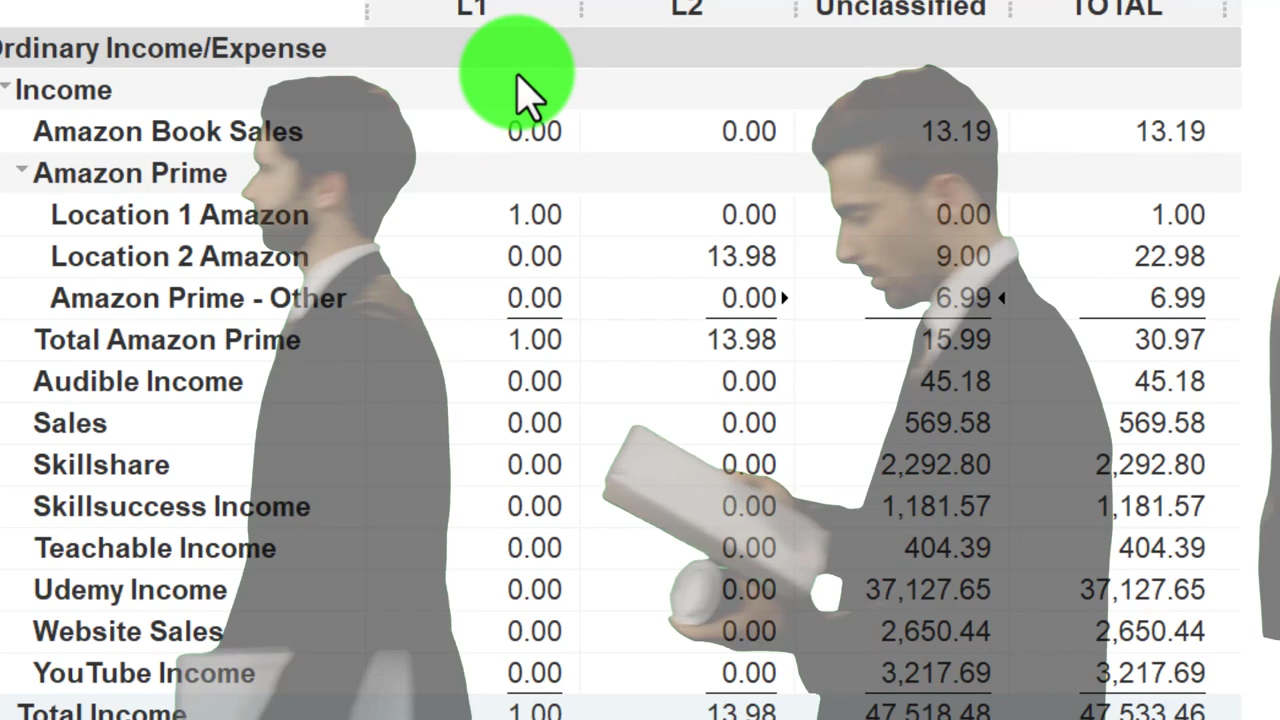 L1 L2 Unclassified TOTAL
Ordinary Income/Expense
Income
Amazon Book Sales 0.00 0.00 13.19 13.19
Amazon Prime
Location 1 Amazon 1.00 0.00 0.00 1.00
Location 2 Amazon 0.00 13.98 9.00 22.98
Amazon Prime - Other 0.00 0.00 6.99 6.99
Total Amazon Prime 1.00 13.98 15.99 30.97
Audible Income 0.00 0.00 45.18 45.18
Sales 0.00 0.00 569.58 569.58
Skillshare 0.00 0.00 2,292.80 2,292.80
Skillsuccess Income 0.00 0.00 1,181.57 1,181.57
Teachable Income 0.00 0.00 404.39 404.39
Udemy Income 0.00 0.00 37,127.65 37,127.65
Website Sales 0.00 0.00 2,650.44 2,650.44
YouTube Income 0.00 0.00 3,217.69 3,217.69
Total Income 1.00 13.98 47,518.48 47,533.46